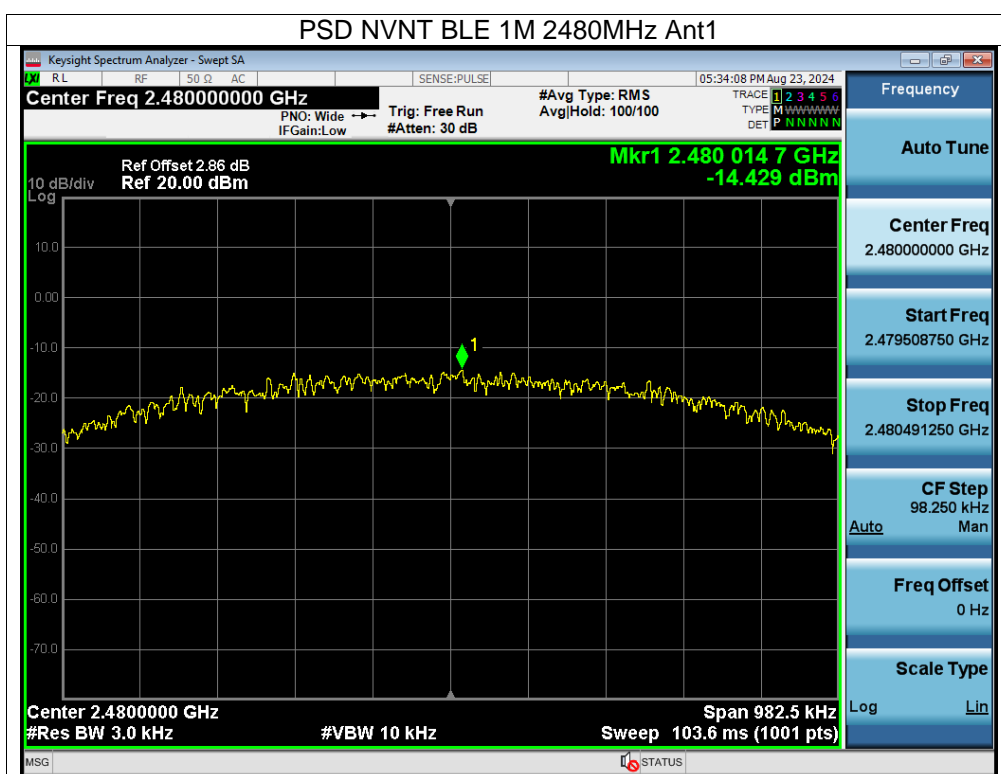 PSD NVNT BLE 1M 2480MHz Ant1
Keysight Spectrum Analyzer - Swept SA
LXI RL RF 50 Ω AC SENSE:PULSE 05:34:08 PM Aug 23, 2024
Center Freq 2.480000000 GHz
PNO: Wide
IFGain:Low
Trig: Free Run
#Atten: 30 dB
#Avg Type: RMS
Avg|Hold: 100/100
TRACE 1 2 3 4 5 6
TYPE M WWWWW
DET P N N N N N
Mkr1 2.480 014 7 GHz
-14.429 dBm
Ref Offset 2.86 dB
10 dB/div Ref 20.00 dBm
Log
10.0
0.00
-10.0
-20.0
-30.0
-40.0
-50.0
-60.0
-70.0
1
Center 2.4800000 GHz Span 982.5 kHz
#Res BW 3.0 kHz #VBW 10 kHz Sweep 103.6 ms (1001 pts)
MSG STATUS
Frequency
Auto Tune
Center Freq
2.480000000 GHz
Start Freq
2.479508750 GHz
Stop Freq
2.480491250 GHz
CF Step
98.250 kHz
Auto Man
Freq Offset
0 Hz
Scale Type
Log Lin